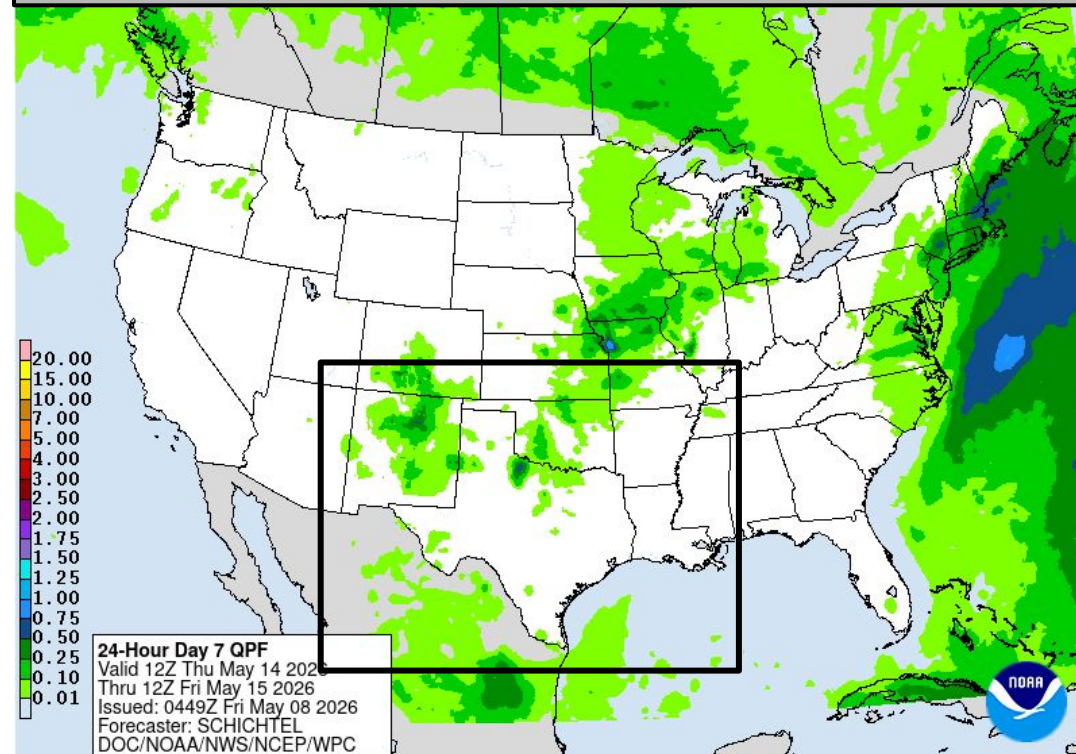 20.00
15.00
10.00
7.00
5.00
4.00
3.00
2.50
2.00
1.75
1.50
1.25
1.00
0.75
0.50
0.25
0.10
0.01
24-Hour Day 7 QPF
Valid 12Z Thu May 14 2026
Thru 12Z Fri May 15 2026
Issued: 0449Z Fri May 08 2026
Forecaster: SCHICHTEL
DOC/NOAA/NWS/NCEP/WPC
NOAA